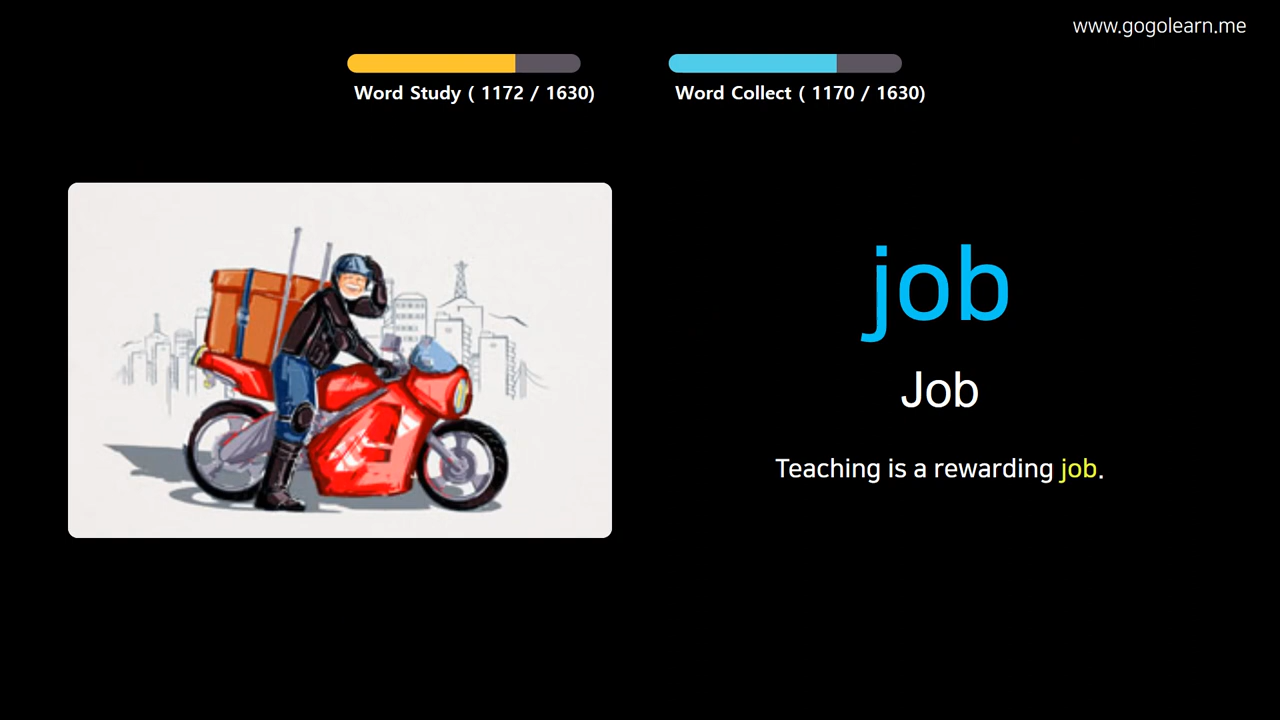 www.gogolearn.me
Word Study ( 1172 / 1630)
Word Collect ( 1170 / 1630)
job
Job
Teaching is a rewarding job.